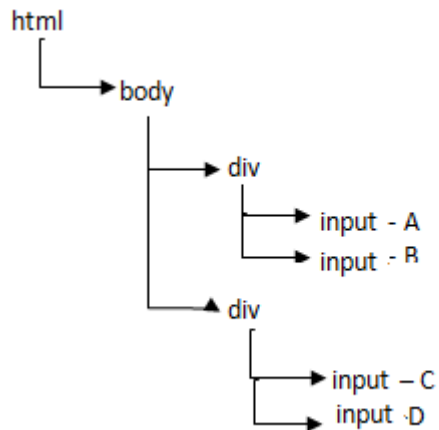 html
body
div
input - A
input - B
div
input – C
input -D